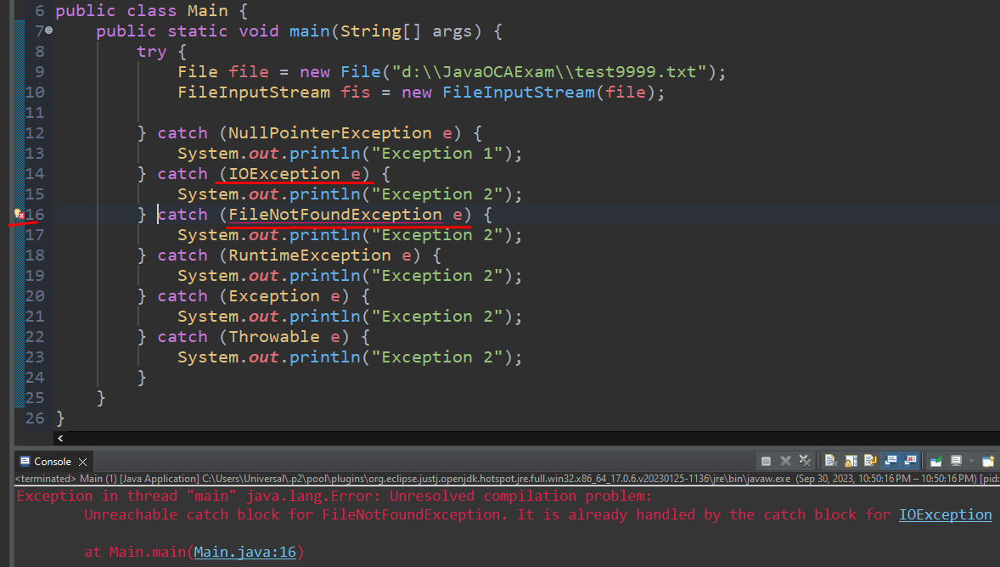 6 public class Main {
7 public static void main(String[] args) {
8 try {
9 File file = new File("d:\\JavaOCAExam\\test9999.txt");
10 FileInputStream fis = new FileInputStream(file);
11
12 } catch (NullPointerException e) {
13 System.out.println("Exception 1");
14 } catch (IOException e) {
15 System.out.println("Exception 2");
16 } catch (FileNotFoundException e) {
17 System.out.println("Exception 2");
18 } catch (RuntimeException e) {
19 System.out.println("Exception 2");
20 } catch (Exception e) {
21 System.out.println("Exception 2");
22 } catch (Throwable e) {
23 System.out.println("Exception 2");
24 }
25 }
26 }
Console
<terminated> Main (1) [Java Application] C:\Users\Universal\.p2\pool\plugins\org.eclipse.justj.openjdk.hotspot.jre.full.win32.x86_64_17.0.6.v20230125-1136\jre\bin\javaw.exe (Sep 30, 2023, 10:50:16 PM – 10:50:16 PM) [pid:
Exception in thread "main" java.lang.Error: Unresolved compilation problem:
Unreachable catch block for FileNotFoundException. It is already handled by the catch block for IOException
at Main.main(Main.java:16)